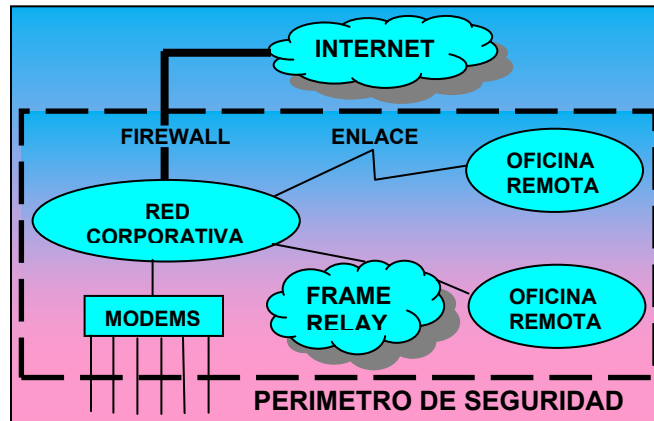 INTERNET
FIREWALL
ENLACE
OFICINA
REMOTA
RED
CORPORATIVA
MODEMS
FRAME
RELAY
OFICINA
REMOTA
PERIMETRO DE SEGURIDAD